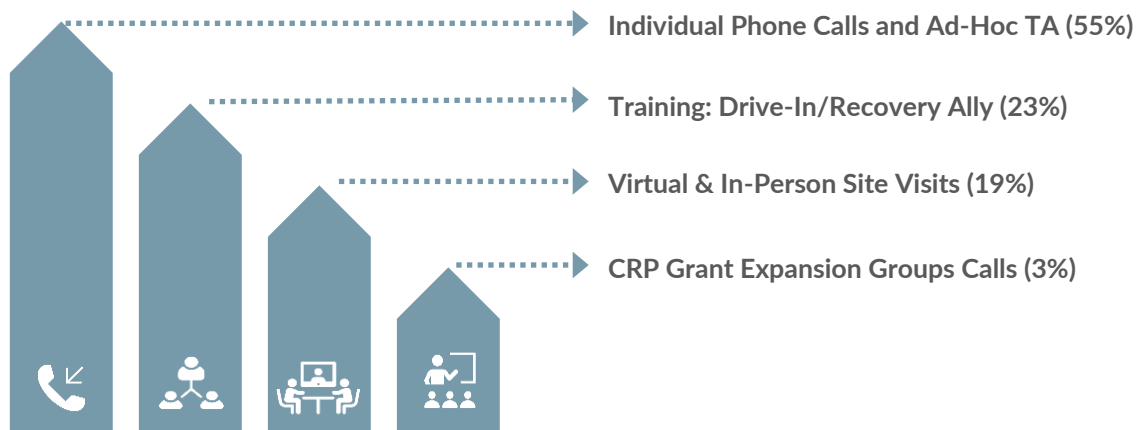 Individual Phone Calls and Ad-Hoc TA (55%)
Training: Drive-In/Recovery Ally (23%)
Virtual & In-Person Site Visits (19%)
CRP Grant Expansion Groups Calls (3%)